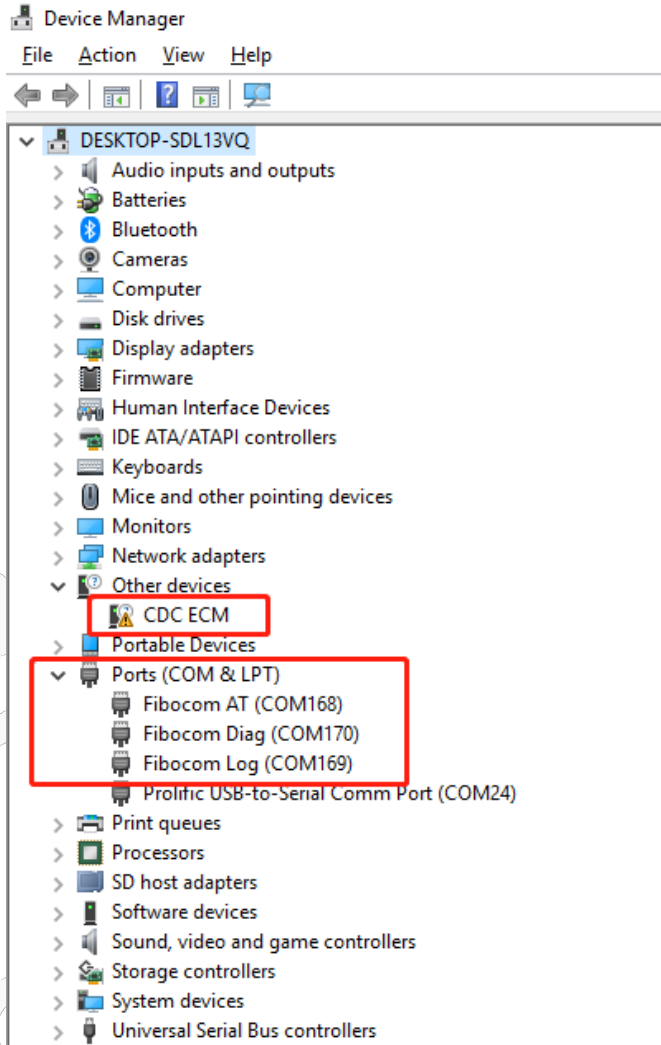 Device Manager
File Action View Help
DESKTOP-SDL13VQ
Audio inputs and outputs
Batteries
Bluetooth
Cameras
Computer
Disk drives
Display adapters
Firmware
Human Interface Devices
IDE ATA/ATAPI controllers
Keyboards
Mice and other pointing devices
Monitors
Network adapters
Other devices
CDC ECM
Portable Devices
Ports (COM & LPT)
Fibocom AT (COM168)
Fibocom Diag (COM170)
Fibocom Log (COM169)
Prolific USB-to-Serial Comm Port (COM24)
Print queues
Processors
SD host adapters
Software devices
Sound, video and game controllers
Storage controllers
System devices
Universal Serial Bus controllers